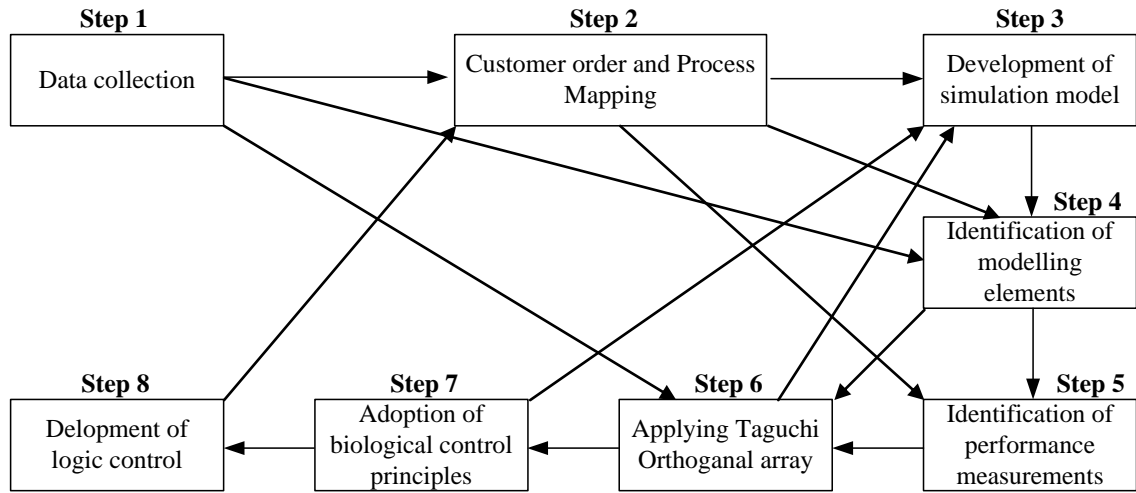 Step 1
Data collection
Step 2
Customer order and Process
Mapping
Step 3
Development of
simulation model
Step 4
Identification of
modelling
elements
Step 8
Delopment of
logic control
Step 7
Adoption of
biological control
principles
Step 6
Applying Taguchi
Orthoganal array
Step 5
Identification of
performance
measurements